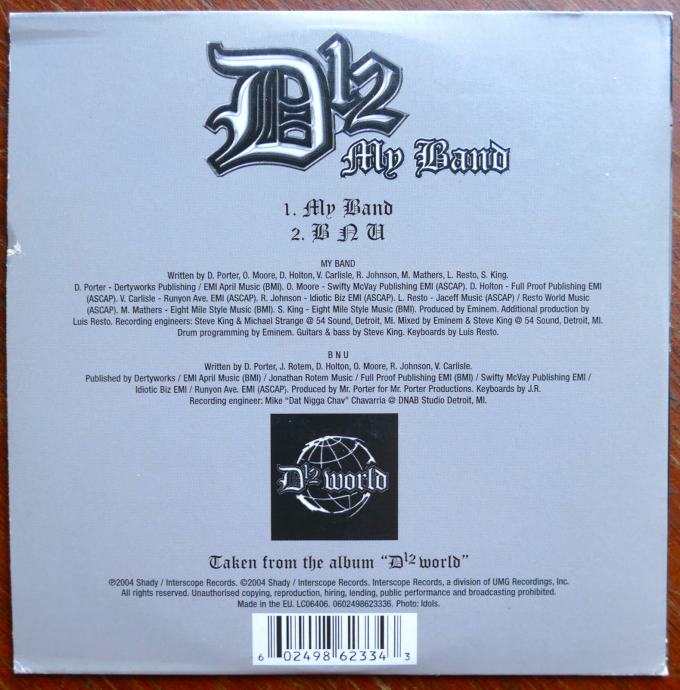 D12
My Band
1. My Band
2. B N U
MY BAND
Written by D. Porter, O. Moore, D. Holton, V. Carlisle, R. Johnson, M. Mathers, L. Resto, S. King.
D. Porter - Dertyworks Publishing / EMI April Music (BMI). O. Moore - Swifty McVay Publishing EMI (ASCAP). D. Holton - Full Proof Publishing EMI
(ASCAP). V. Carlisle - Runyon Ave. EMI (ASCAP). R. Johnson - Idiotic Biz EMI (ASCAP). L. Resto - Jaceff Music (ASCAP) / Resto World Music
(ASCAP). M. Mathers - Eight Mile Style Music (BMI). S. King - Eight Mile Style Music (BMI). Produced by Eminem. Additional production by
Luis Resto. Recording engineers: Steve King & Michael Strange @ 54 Sound, Detroit, MI. Mixed by Eminem & Steve King @ 54 Sound, Detroit, MI.
Drum programming by Eminem. Guitars & bass by Steve King. Keyboards by Luis Resto.
B N U
Written by D. Porter, J. Rotem, D. Holton, O. Moore, R. Johnson, V. Carlisle.
Published by Dertyworks / EMI April Music (BMI) / Jonathan Rotem Music / Full Proof Publishing EMI (BMI) / Swifty McVay Publishing EMI /
Idiotic Biz EMI / Runyon Ave. EMI (ASCAP). Produced by Mr. Porter for Mr. Porter Productions. Keyboards by J.R.
Recording engineer: Mike "Dat Nigga Chav" Chavarria @ DNAB Studio Detroit, MI.
D12 world
Taken from the album "D12 world"
℗2004 Shady / Interscope Records. ©2004 Shady / Interscope Records. Interscope Records, a division of UMG Recordings, Inc.
All rights reserved. Unauthorised copying, reproduction, hiring, lending, public performance and broadcasting prohibited.
Made in the EU. LC06406. 0602498623336. Photo: Idols.
6 02498 62334 3